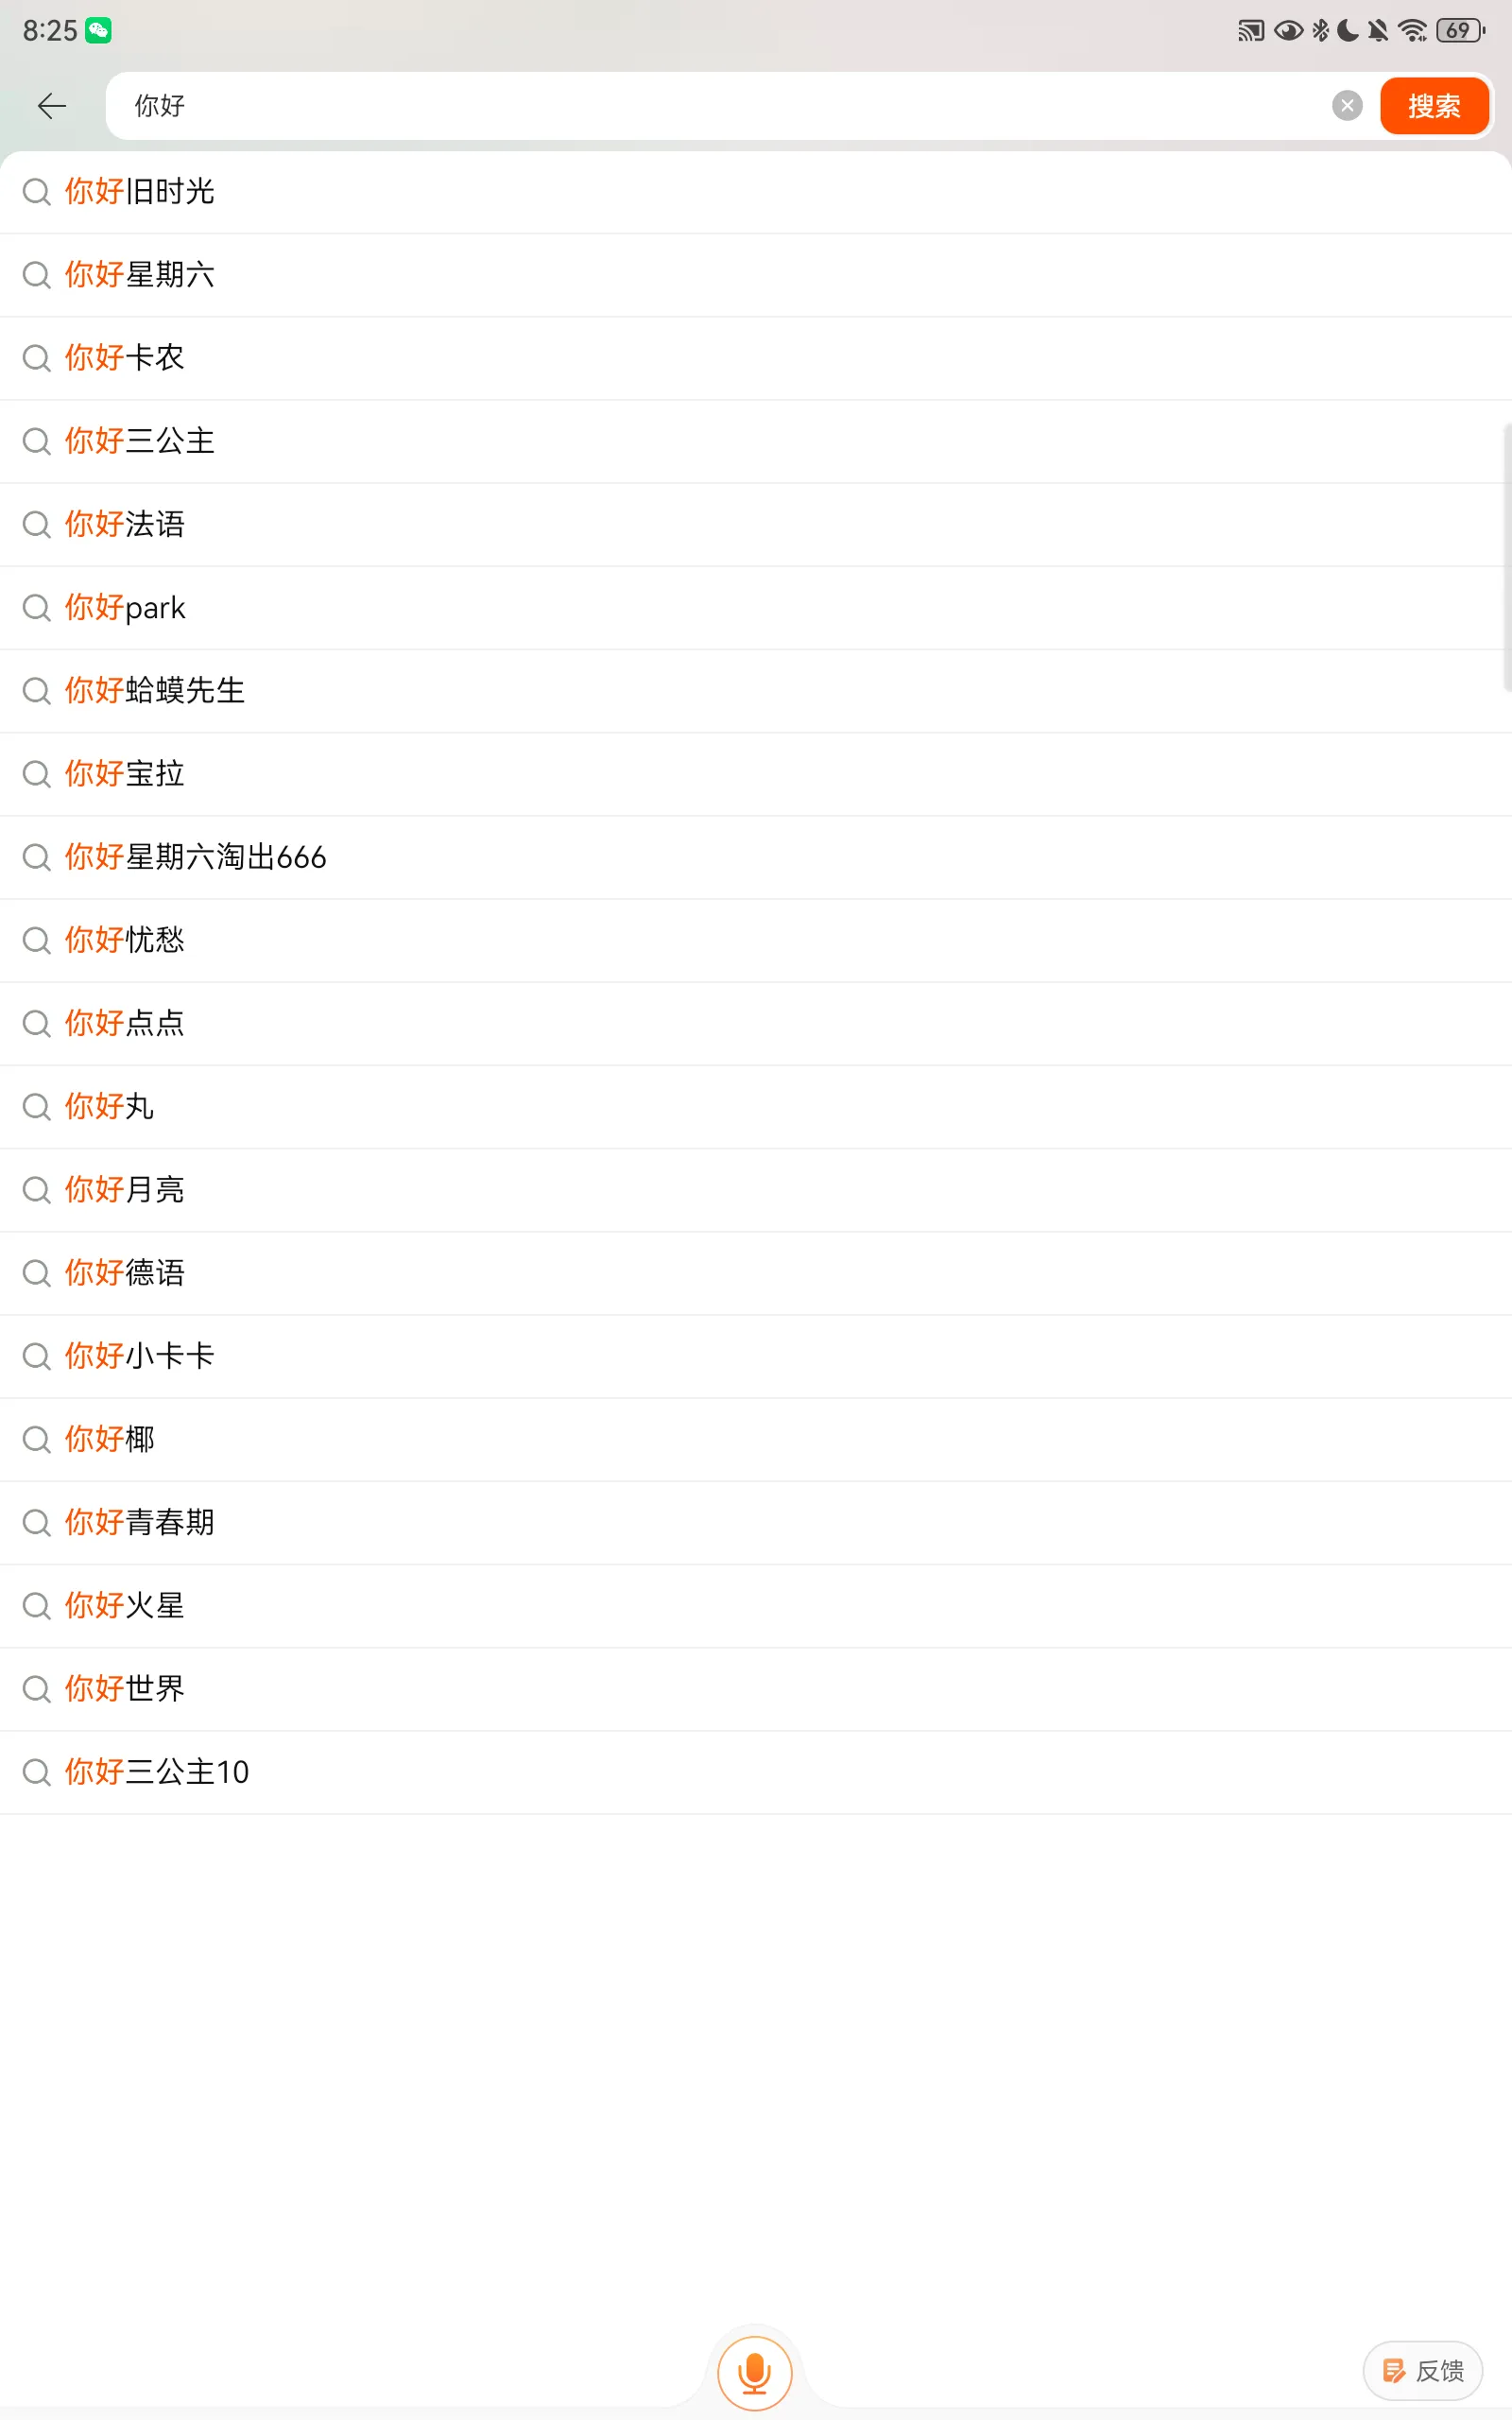 8:25
69
你好
搜索
你好旧时光
你好星期六
你好卡农
你好三公主
你好法语
你好park
你好蛤蟆先生
你好宝拉
你好星期六淘出666
你好忧愁
你好点点
你好丸
你好月亮
你好德语
你好小卡卡
你好椰
你好青春期
你好火星
你好世界
你好三公主10
反馈